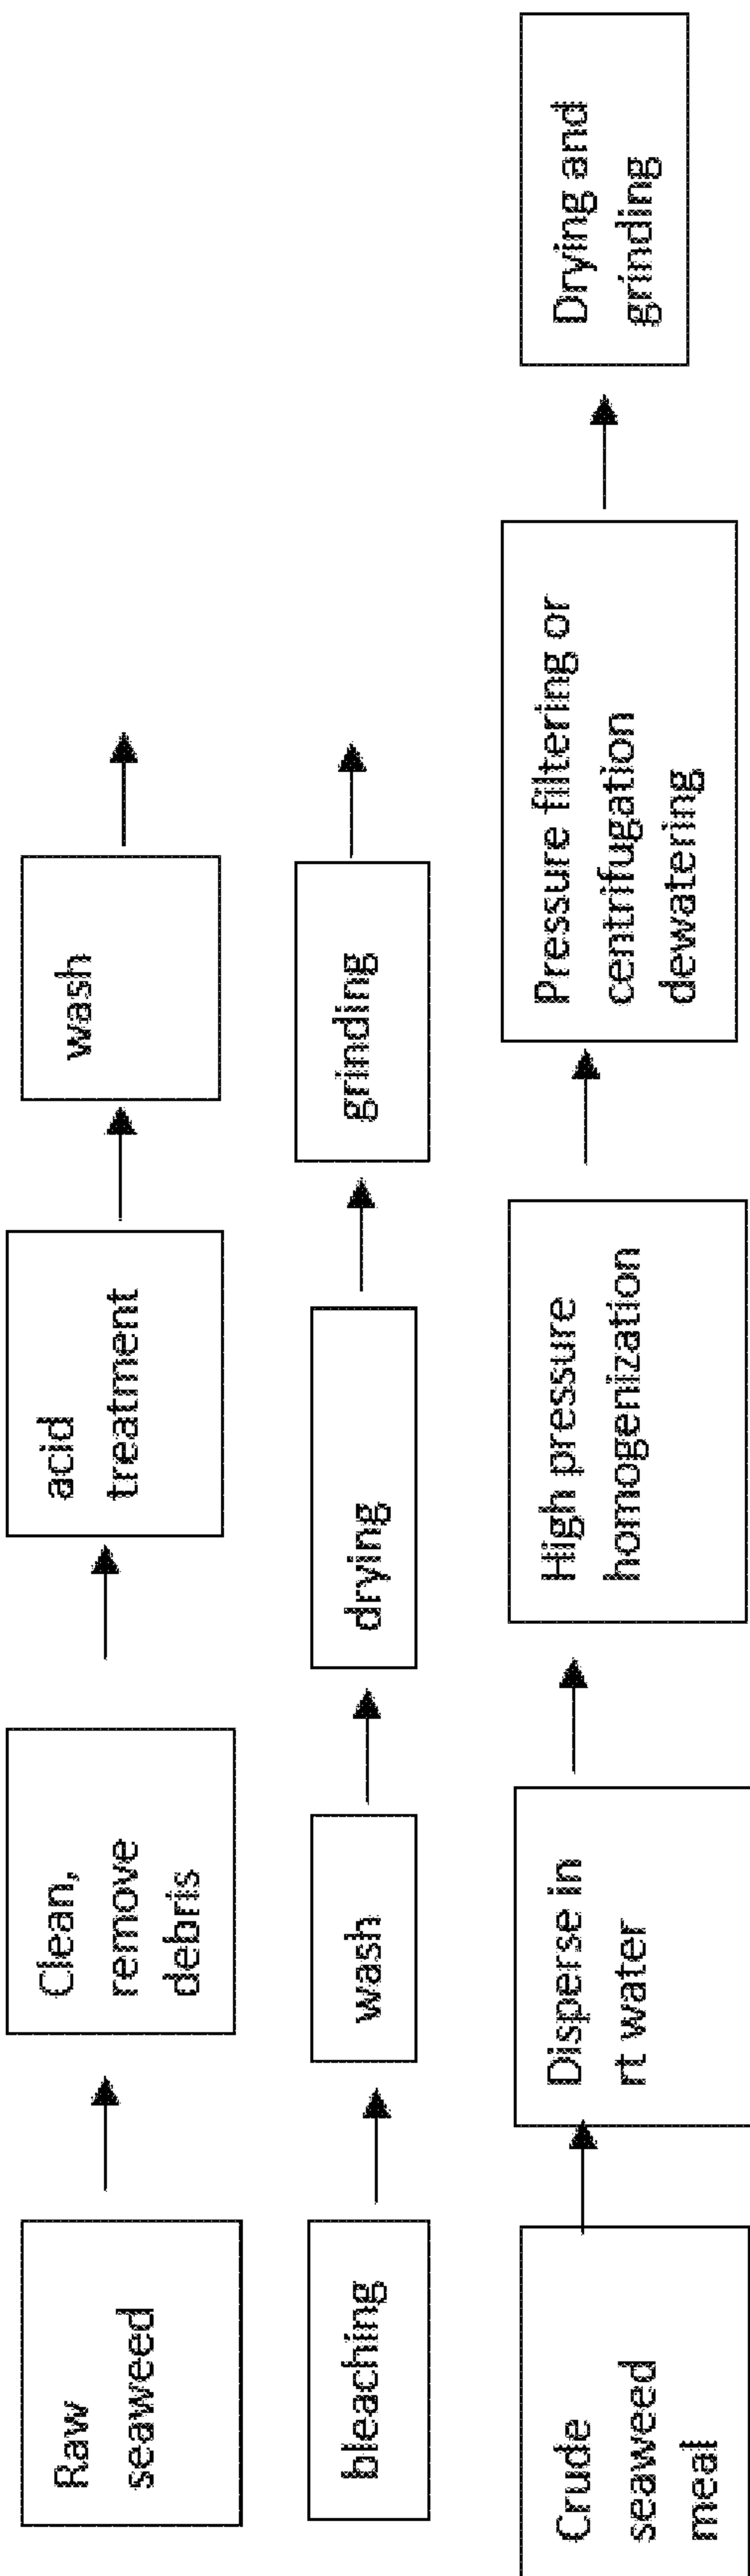 Raw
seaweed
Clean,
remove
debris
acid
treatment
wash
bleaching
wash
drying
grinding
Crude
seaweed
meal
Disperse in
rt water
High pressure
homogenization
Pressure filtering or
centrifugation
dewatering
Drying and
grinding